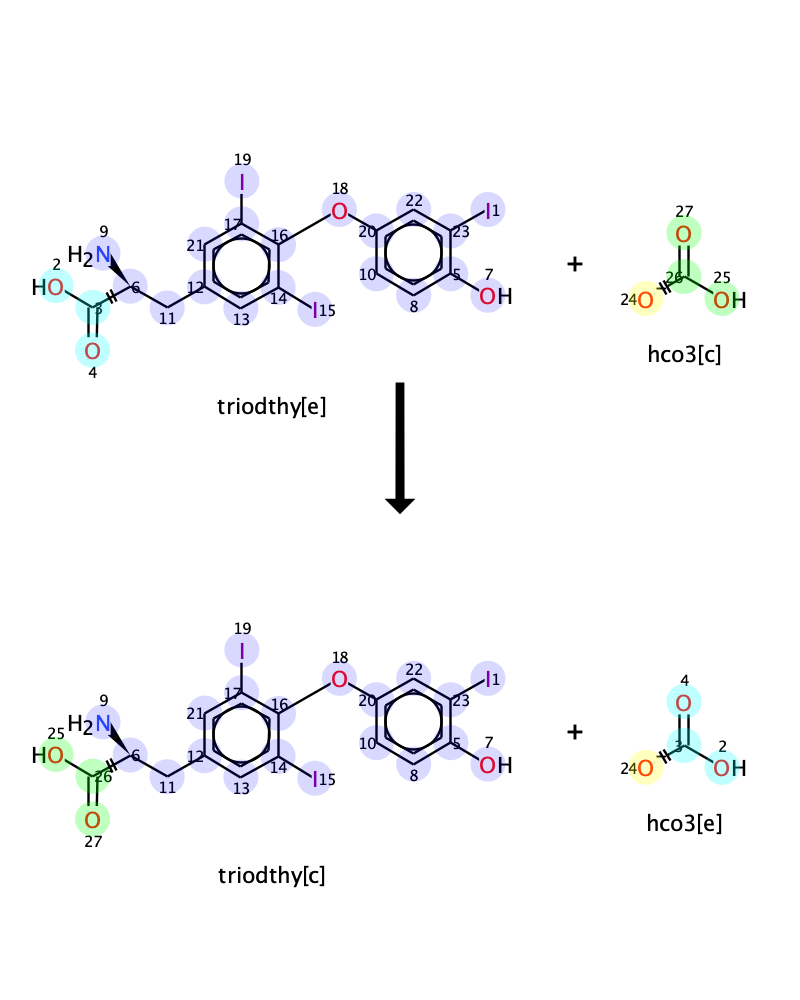 19
I
18
O
22
I1
27
O
9
H2N
21
17
16
20
23
2
HO
3
6
10
5
7
OH
+
26
25
24O
OH
11
12
14
13
I15
8
O
4
hco3[c]
triodthy[e]
19
I
18
O
22
I1
4
O
9
H2N
21
17
16
20
23
25
HO
26
6
10
5
7
OH
+
3
2
24O
OH
11
12
14
13
I15
8
O
27
hco3[e]
triodthy[c]